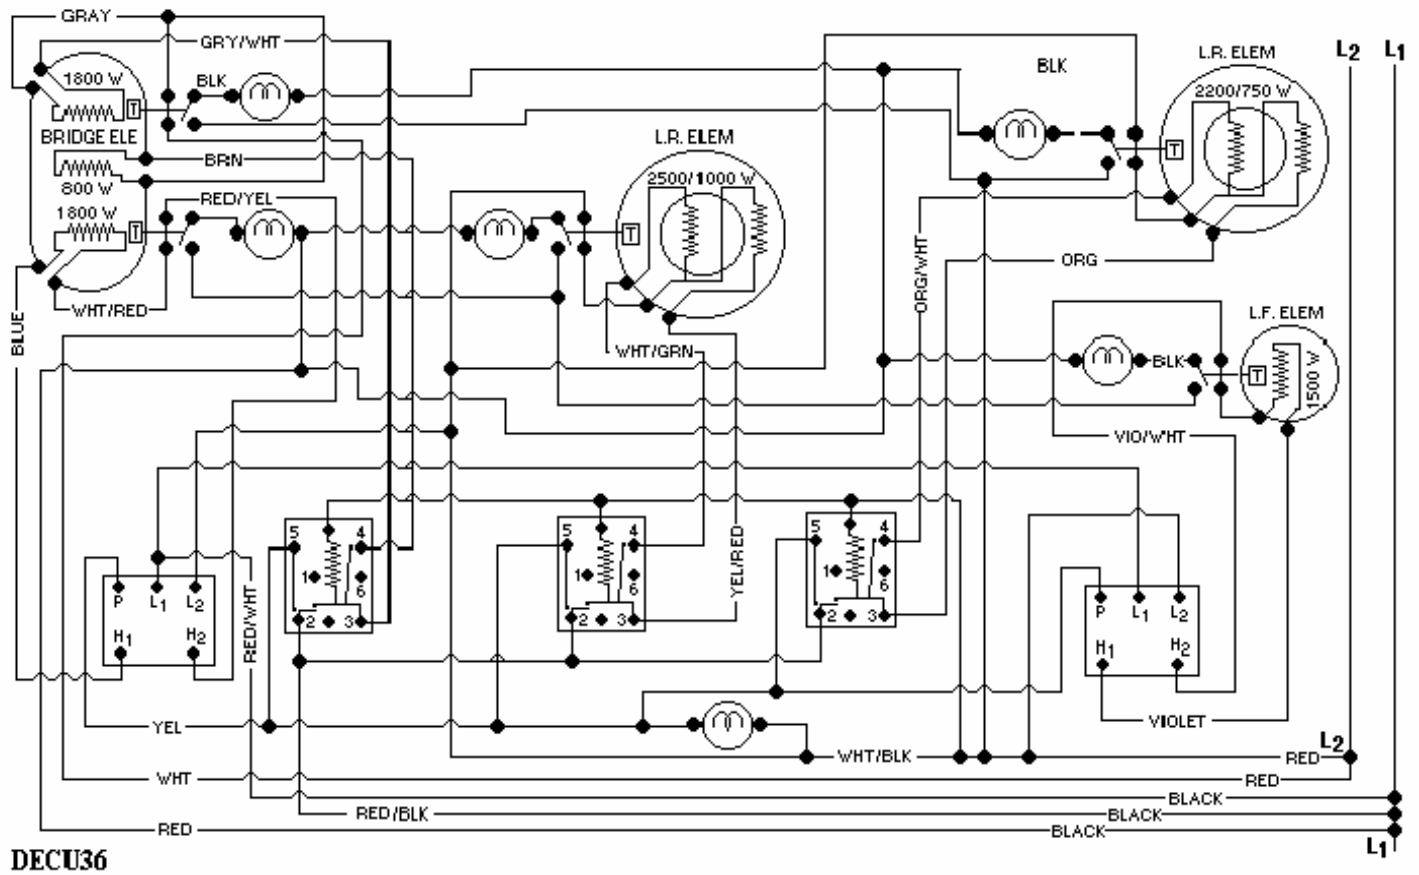 GRAY
GRY/WHT
1800 W
BLK
T
BRIDGE ELE
BRN
800 W
1800 W
RED/YEL
T
WHT/RED
BLUE
L.R. ELEM
2500/1000 W
T
WHT/GRN
YEL/RED
BLK
L.R. ELEM
2200/750 W
T
L2 L1
ORG/WHT
ORG
L.F. ELEM
BLK
T
1500 W
VIO/WHT
P L1 L2
H1 H2
RED/WHT
5 4
1 6
2 3
5 4
1 6
2 3
5 4
1 6
2 3
P L1 L2
H1 H2
VIOLET
YEL
WHT/BLK
RED
L2
WHT
RED
BLACK
RED/BLK
BLACK
RED
BLACK
L1
DECU36